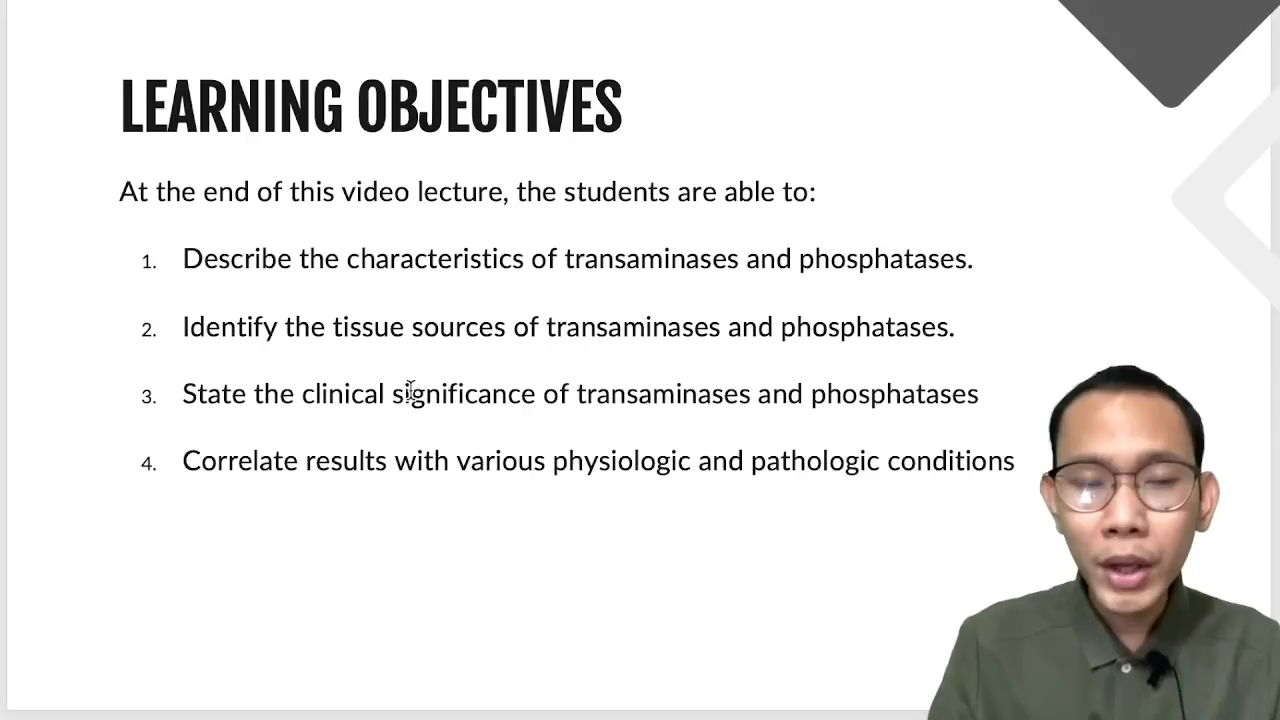 LEARNING OBJECTIVES
At the end of this video lecture, the students are able to:
1. Describe the characteristics of transaminases and phosphatases.
2. Identify the tissue sources of transaminases and phosphatases.
3. State the clinical significance of transaminases and phosphatases
4. Correlate results with various physiologic and pathologic conditions